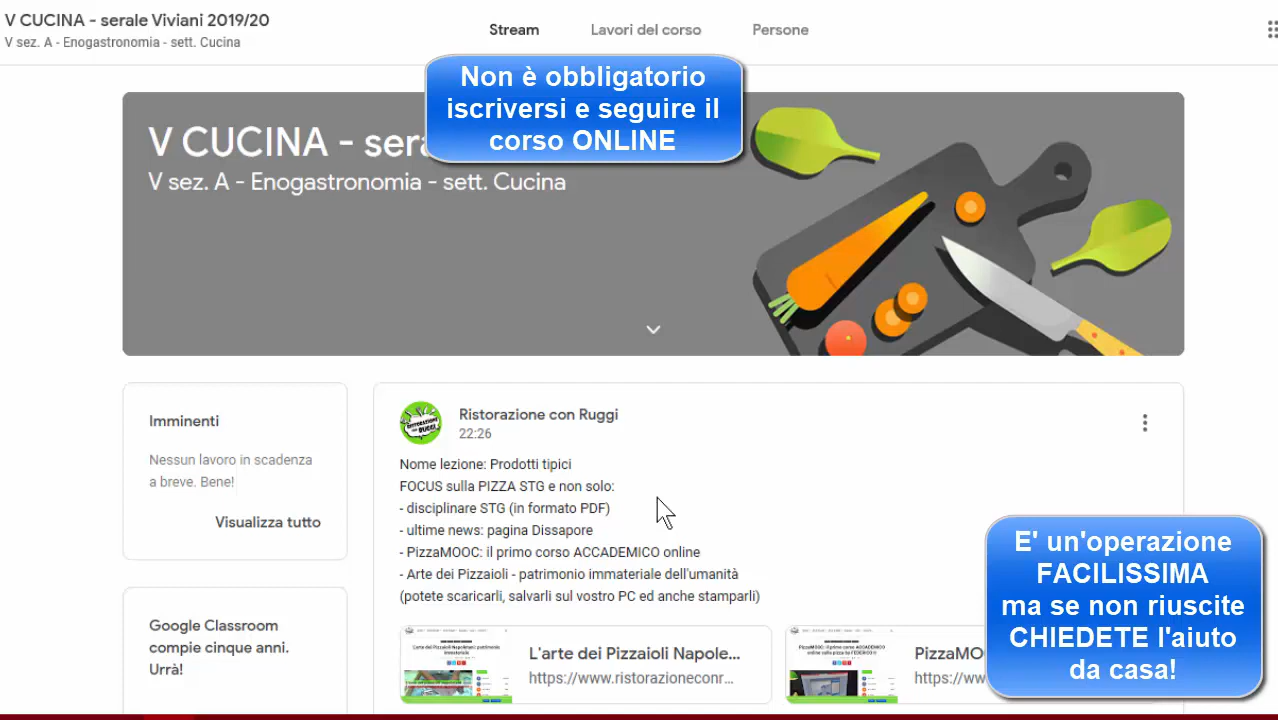 V CUCINA - serale Viviani 2019/20
V sez. A - Enogastronomia - sett. Cucina
Stream
Lavori del corso
Persone
Non è obbligatorio
iscriversi e seguire il
corso ONLINE
V CUCINA - sera
V sez. A - Enogastronomia - sett. Cucina
Imminenti
Nessun lavoro in scadenza
a breve. Bene!
Visualizza tutto
Google Classroom
compie cinque anni.
Urrà!
Ristorazione con Ruggi
22:26
Nome lezione: Prodotti tipici
FOCUS sulla PIZZA STG e non solo:
- disciplinare STG (in formato PDF)
- ultime news: pagina Dissapore
- PizzaMOOC: il primo corso ACCADEMICO online
- Arte dei Pizzaioli - patrimonio immateriale dell'umanità
(potete scaricarli, salvarli sul vostro PC ed anche stamparli)
L'arte dei Pizzaioli Napole...
https://www.ristorazioneconr...
PizzaMO
https://www
E' un'operazione
FACILISSIMA
ma se non riuscite
CHIEDETE l'aiuto
da casa!